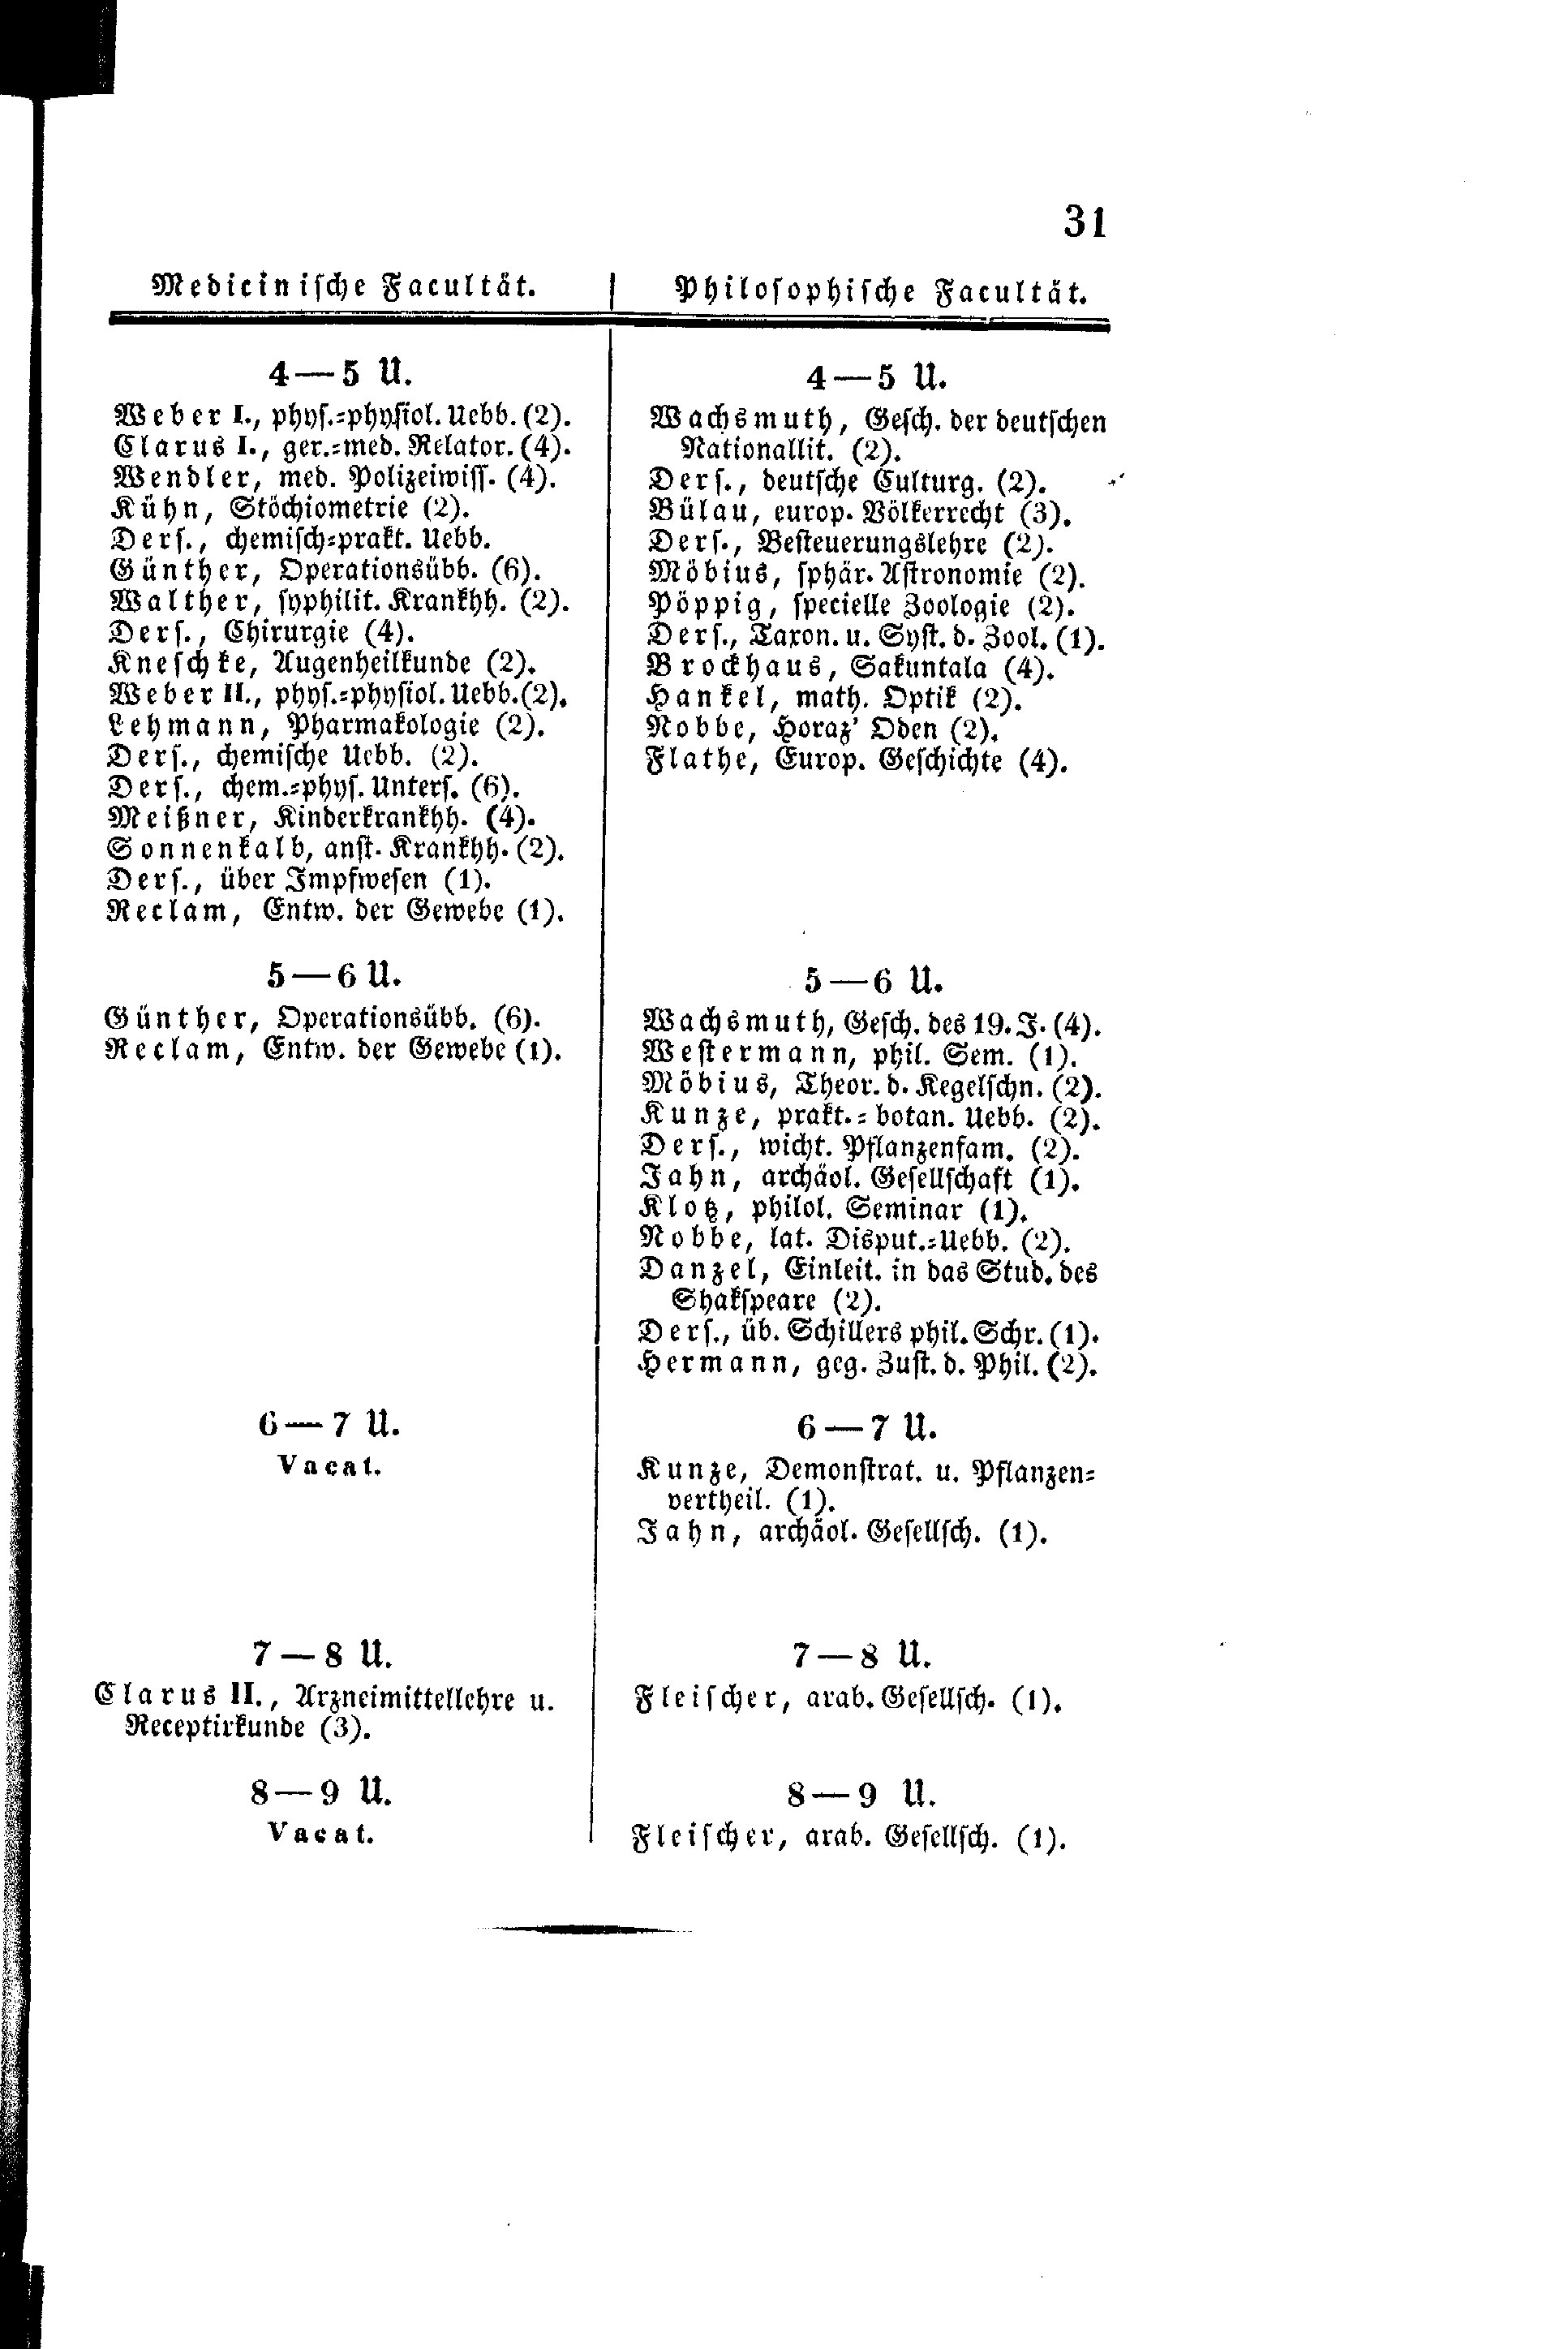 31
Medicinische Facultät.
4—5 U.
Weber I., phys.=physiol. Uebb. (2).
Clarus I., ger.=med. Relator. (4).
Wendler, med. Polizeiwiss. (4).
Kühn, Stöchiometrie (2).
Ders., chemisch=prakt. Uebb.
Günther, Operationsübb. (6).
Walther, syphilit. Krankhh. (2).
Ders., Chirurgie (4).
Kneschke, Augenheilkunde (2).
Weber II., phys.=physiol. Uebb. (2).
Lehmann, Pharmakologie (2).
Ders., chemische Uebb. (2).
Ders., chem.=phys. Unters. (6).
Meißner, Kinderkrankhh. (4).
Sonnenkalb, anst. Krankhh. (2).
Ders., über Impfwesen (1).
Reclam, Entw. der Gewebe (1).
5—6 U.
Günther, Operationsübb. (6).
Reclam, Entw. der Gewebe (1).
6—7 U.
Vacat.
7—8 U.
Clarus II., Arzneimittellehre u.
Receptirkunde (3).
8—9 U.
Vacat.
Philosophische Facultät.
4—5 U.
Wachsmuth, Gesch. der deutschen
Nationallit. (2).
Ders., deutsche Culturg. (2).
Bülau, europ. Völkerrecht (3).
Ders., Besteuerungslehre (2).
Möbius, sphär. Astronomie (2).
Pöppig, specielle Zoologie (2).
Ders., Taxon. u. Syst. d. Zool. (1).
Brockhaus, Sakuntala (4).
Hankel, math. Optik (2).
Nobbe, Horaz' Oden (2).
Flathe, Europ. Geschichte (4).
5—6 U.
Wachsmuth, Gesch. des 19. J. (4).
Westermann, phil. Sem. (1).
Möbius, Theor. d. Kegelschn. (2).
Kunze, prakt.=botan. Uebb. (2).
Ders., wicht. Pflanzenfam. (2).
Jahn, archäol. Gesellschaft (1).
Klotz, philol. Seminar (1).
Nobbe, lat. Disput.=Uebb. (2).
Danzel, Einleit. in das Stud. des
Shakspeare (2).
Ders., üb. Schillers phil. Schr. (1).
Hermann, geg. Zust. d. Phil. (2).
6—7 U.
Kunze, Demonstrat. u. Pflanzen=
vertheil. (1).
Jahn, archäol. Gesellsch. (1).
7—8 U.
Fleischer, arab. Gesellsch. (1).
8—9 U.
Fleischer, arab. Gesellsch. (1).